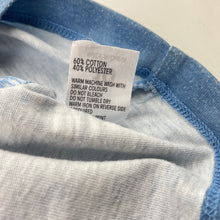 60% COTTON
40% POLYESTER
WARM MACHINE WASH WITH
SIMILAR COLOURS
DO NOT BLEACH
DO NOT TUMBLE DRY
WARM IRON ON REVERSE SIDE